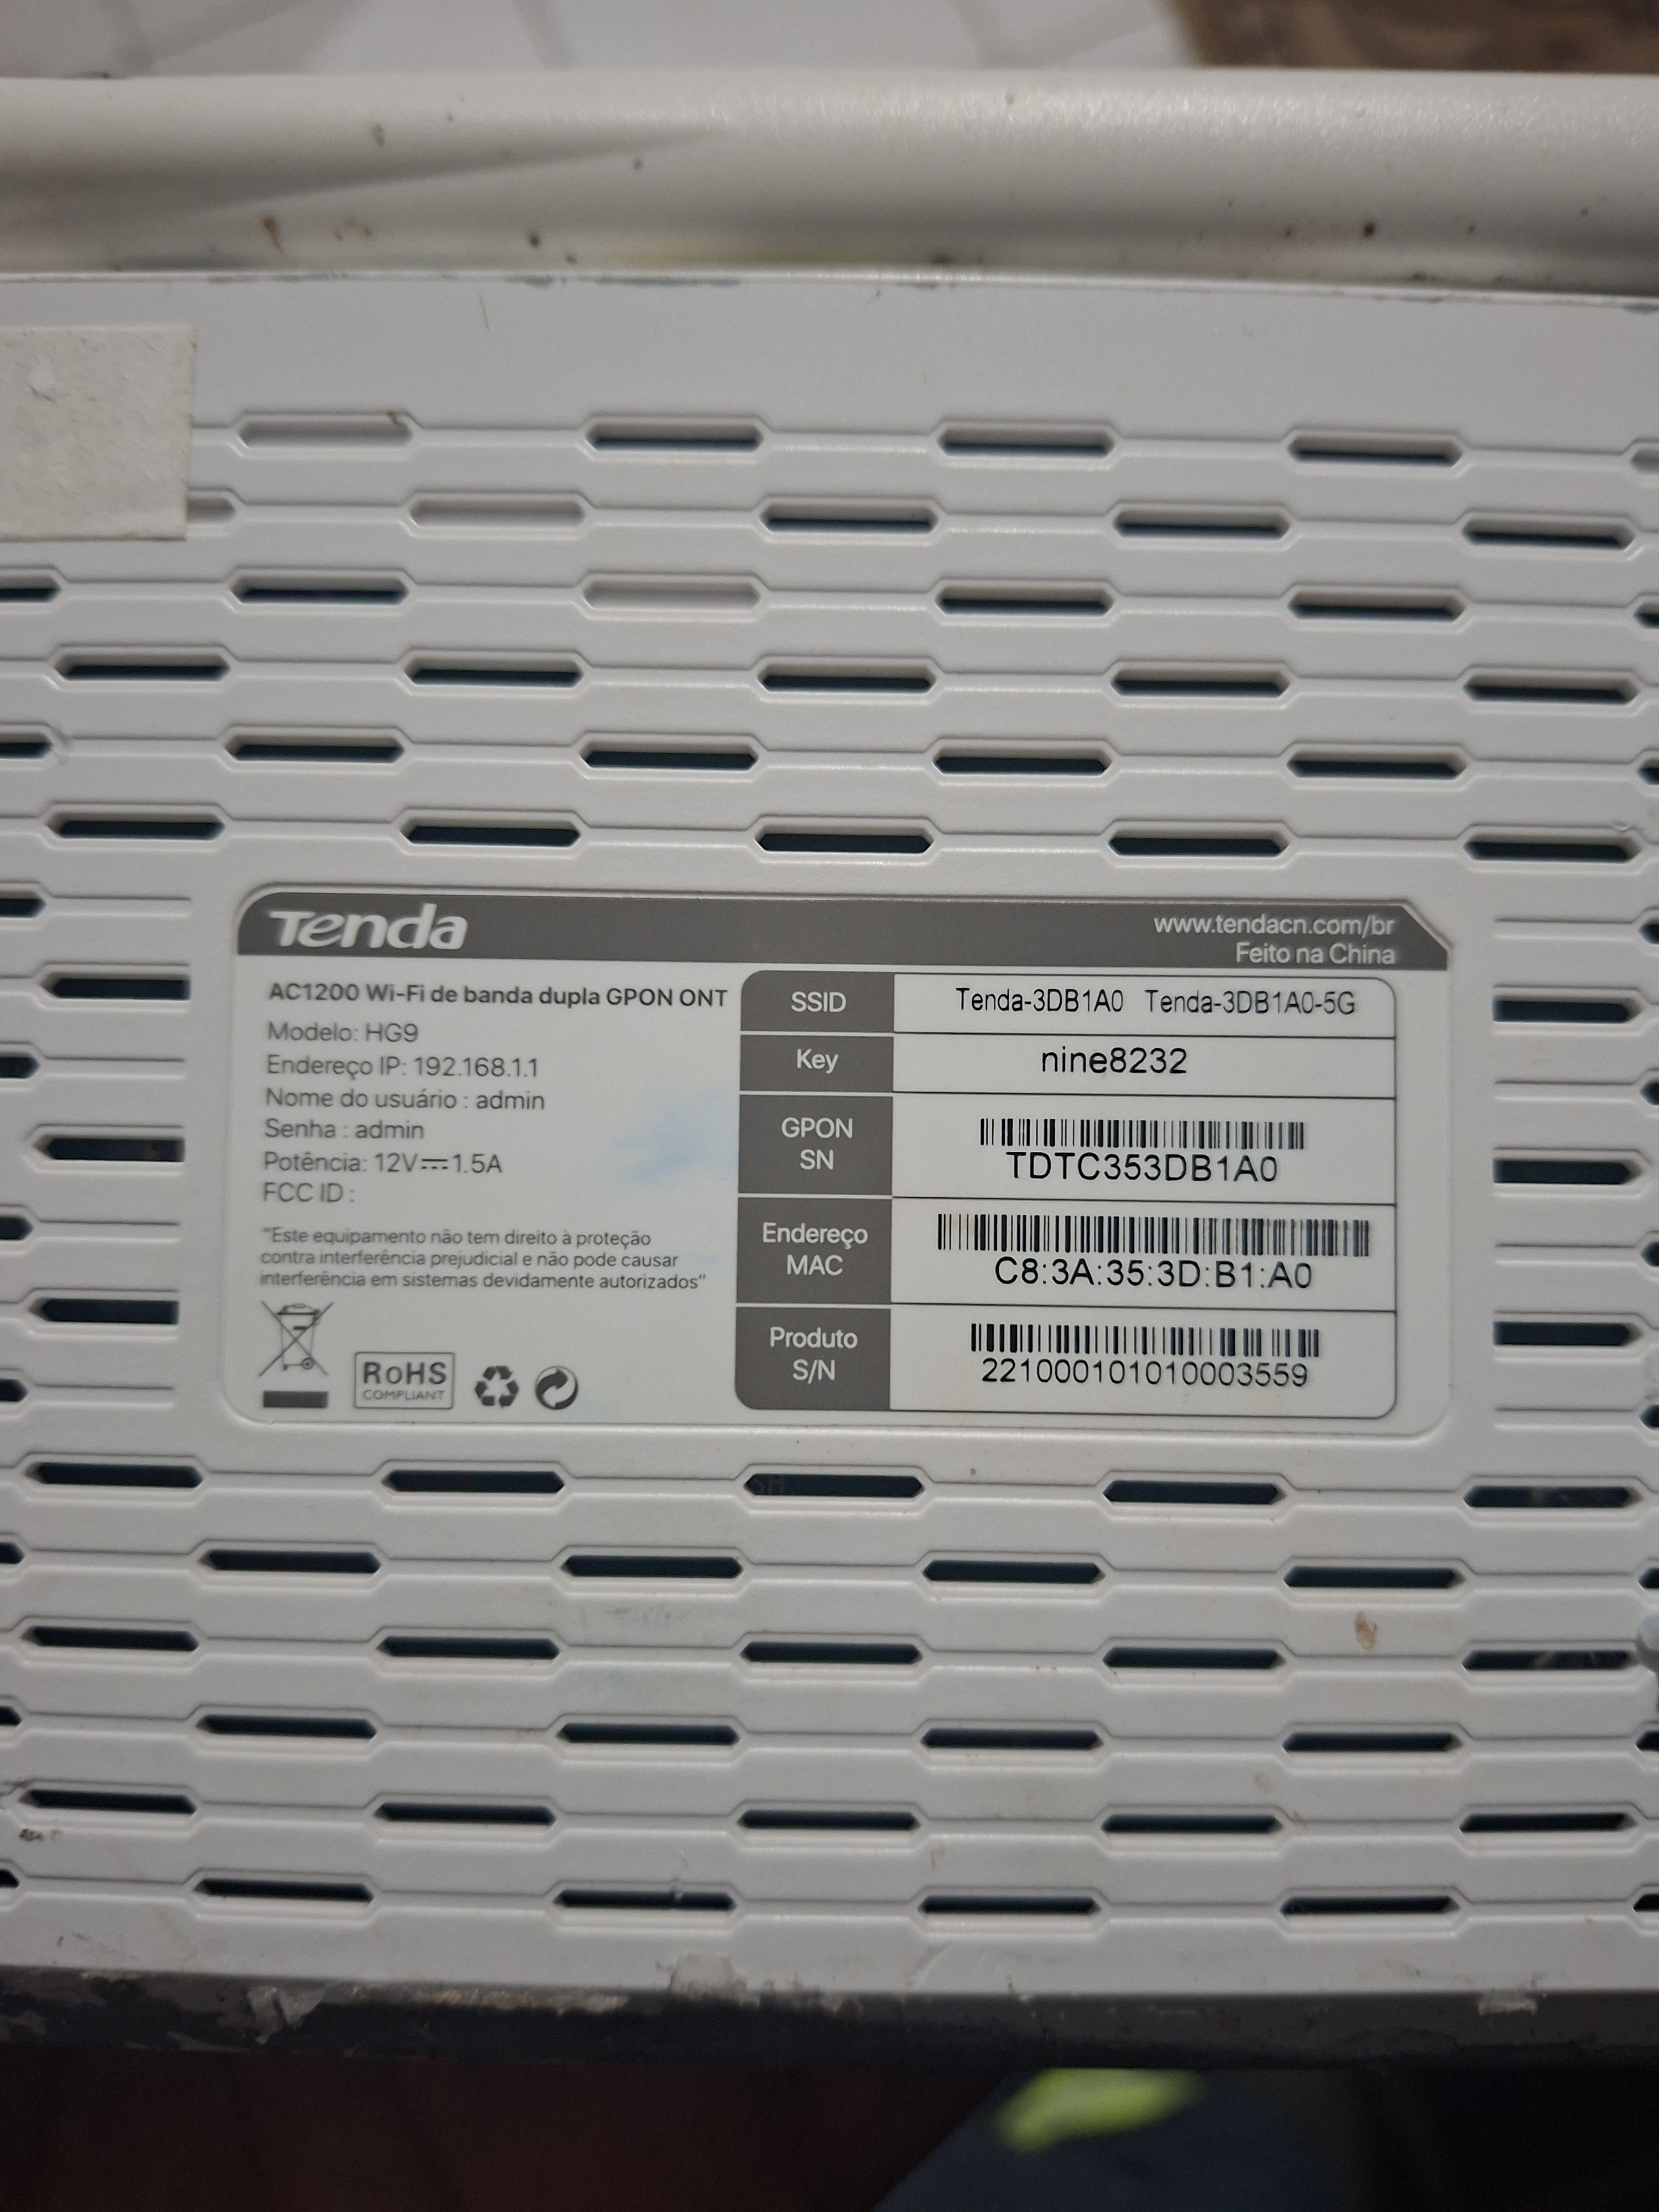 Tenda
www.tendacn.com/br
Feito na China
AC1200 Wi-Fi de banda dupla GPON ONT
Modelo: HG9
Endereço IP: 192.168.1.1
Nome do usuário : admin
Senha : admin
Potência: 12V⎓1.5A
FCC ID :
"Este equipamento não tem direito à proteção
contra interferência prejudicial e não pode causar
interferência em sistemas devidamente autorizados"
RoHS
COMPLIANT
SSID Tenda-3DB1A0 Tenda-3DB1A0-5G
Key nine8232
GPON SN TDTC353DB1A0
Endereço MAC C8:3A:35:3D:B1:A0
Produto S/N 221000101010003559